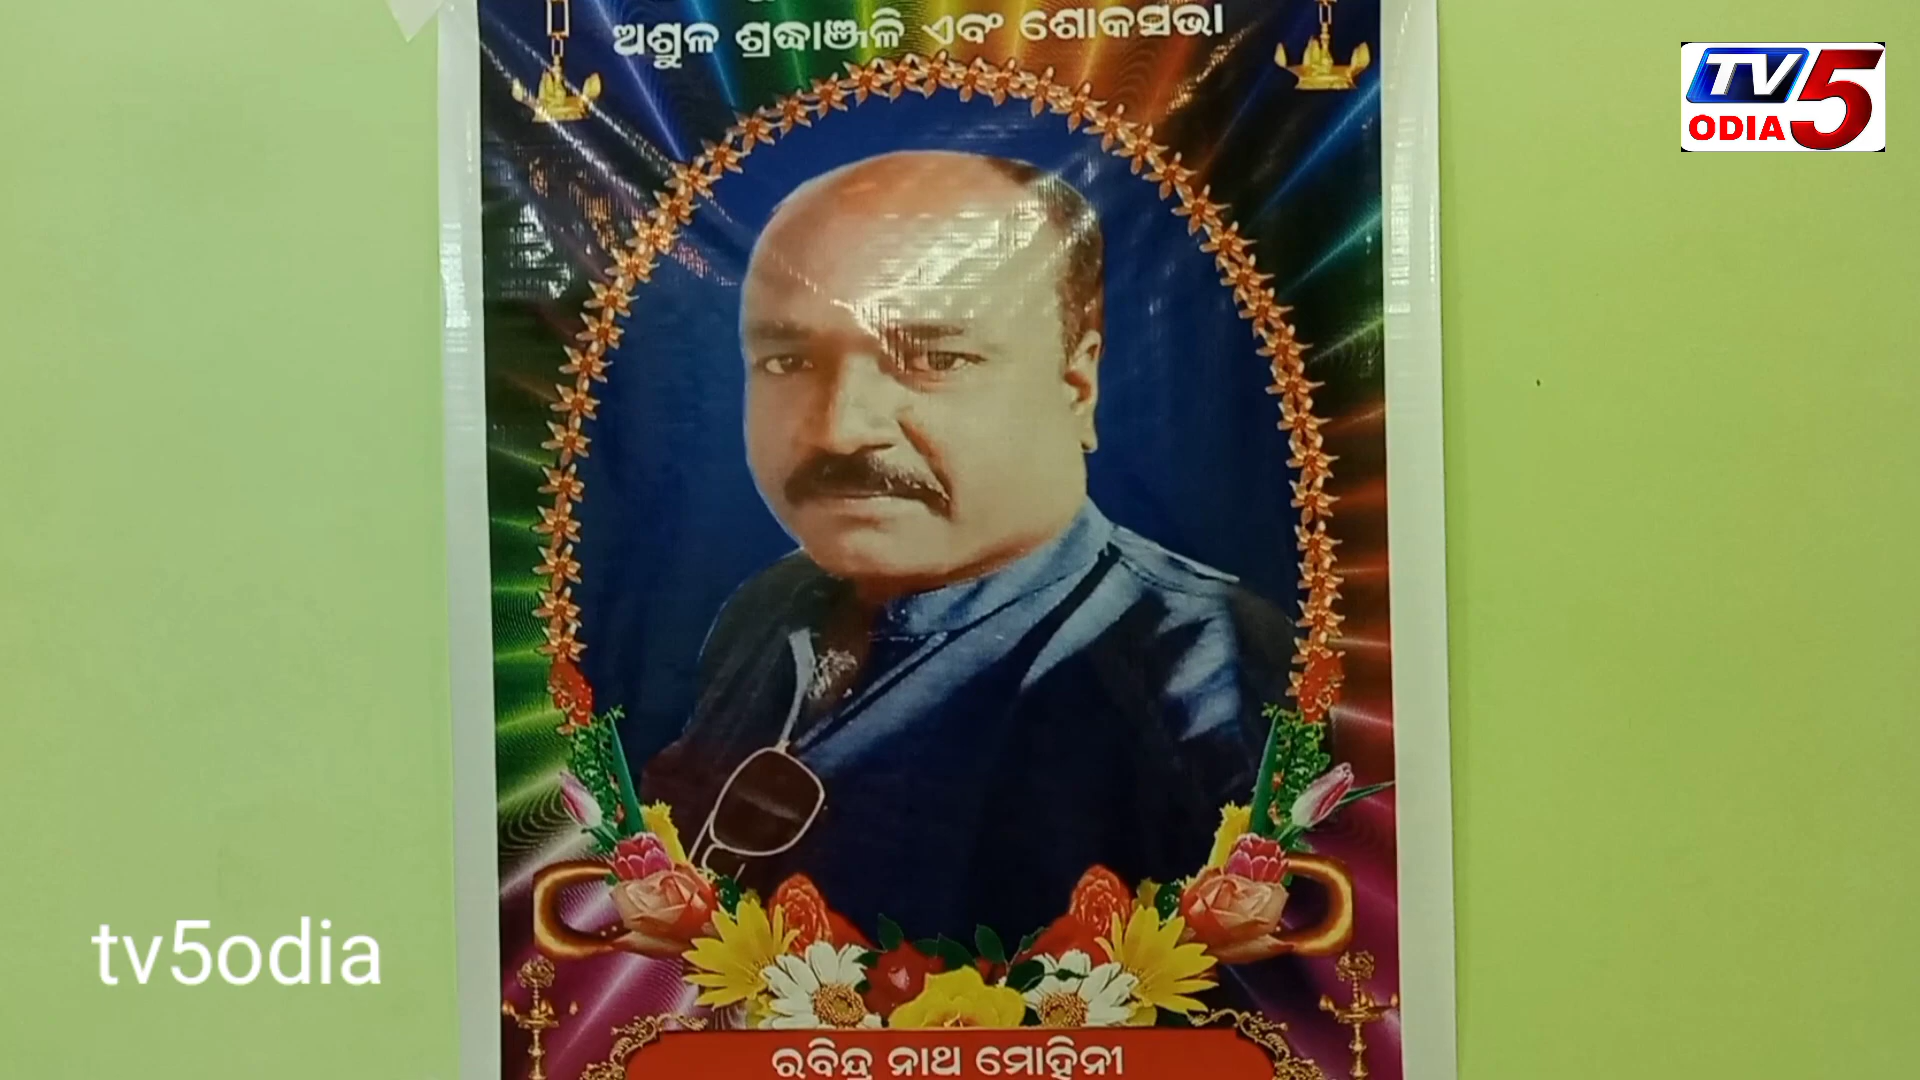 ଅଶ୍ରୁଳ ଶ୍ରଦ୍ଧାଞ୍ଜଳି ଏବଂ ଶୋକସଭା
TV5
ODIA
tv5odia
ରବିନ୍ଦ୍ର ନାଥ ମୋହିନୀ